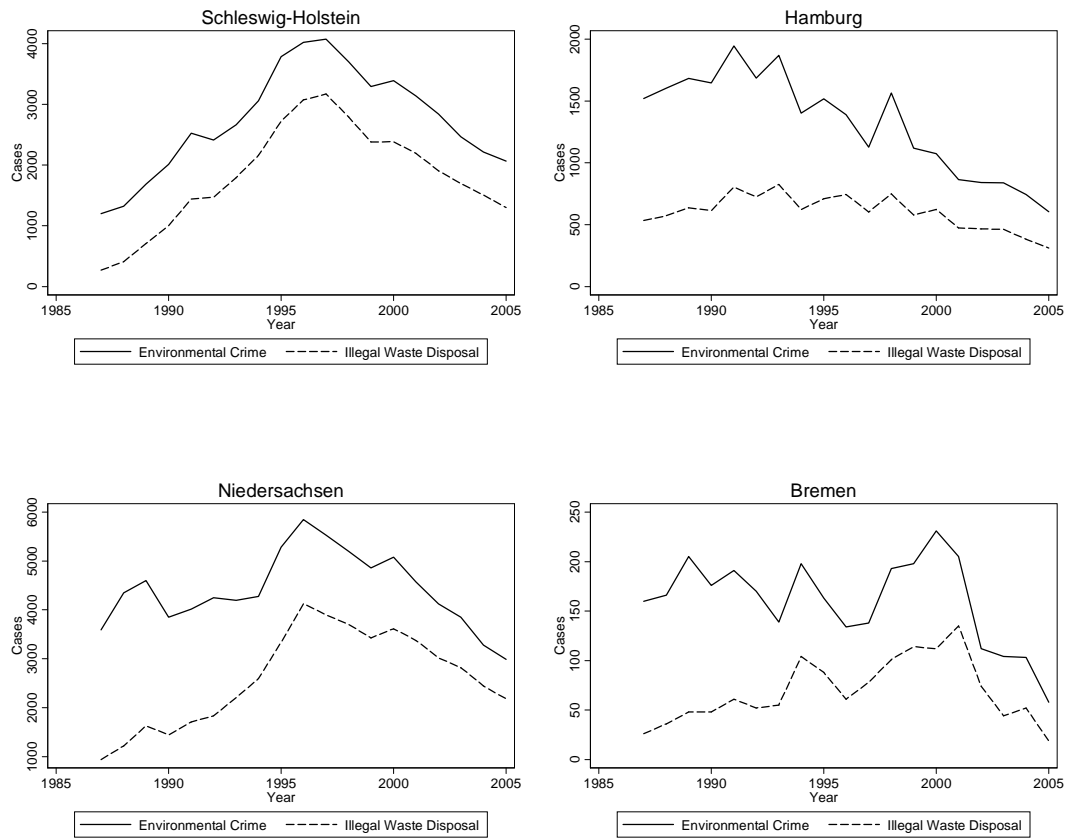 Schleswig-Holstein
Cases
4000
3000
2000
1000
0
1985 1990 1995 2000 2005
Year
Environmental Crime Illegal Waste Disposal
Hamburg
Cases
2000
1500
1000
500
0
1985 1990 1995 2000 2005
Year
Environmental Crime Illegal Waste Disposal
Niedersachsen
Cases
6000
5000
4000
3000
2000
1000
1985 1990 1995 2000 2005
Year
Environmental Crime Illegal Waste Disposal
Bremen
Cases
250
200
150
100
50
0
1985 1990 1995 2000 2005
Year
Environmental Crime Illegal Waste Disposal